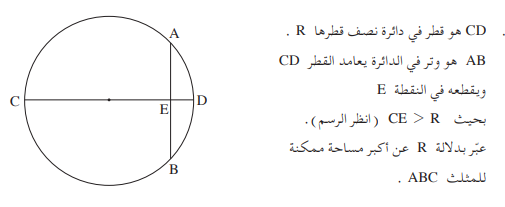 . CD هو قطر في دائرة نصف قطرها R .
AB هو وتر في الدائرة يعامد القطر CD
ويقطعه في النقطة E
بحيث CE > R (انظر الرسم).
عبّر بدلالة R عن أكبر مساحة ممكنة
للمثلث ABC .
A
C
E
D
B